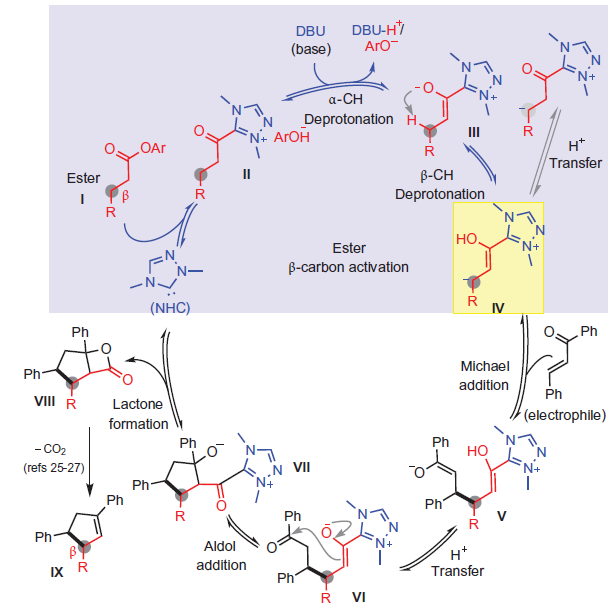 DBU
(base)
DBU-H+/
ArO−
α-CH
Deprotonation
N
N
N+
−O
H
R
III
N
N
N+
O
−
R
H+
Transfer
β-CH
Deprotonation
Ester
I
O
OAr
β
R
O
N
N
N+
ArOH
II
R
N
N
N
(NHC)
Ester
β-carbon activation
HO
N
N
N+
−
R
IV
Ph
O
O
Ph
R
VIII
Lactone
formation
Michael
addition
O
Ph
Ph
(electrophile)
− CO2
(refs 25-27)
Ph
O−
Ph
N
N
N+
O
R
VII
Ph
−O
Ph
HO
N
N
N+
R
V
Ph
Ph
β
R
IX
Aldol
addition
Ph
O
Ph
−O
N
N
N+
R
VI
H+
Transfer